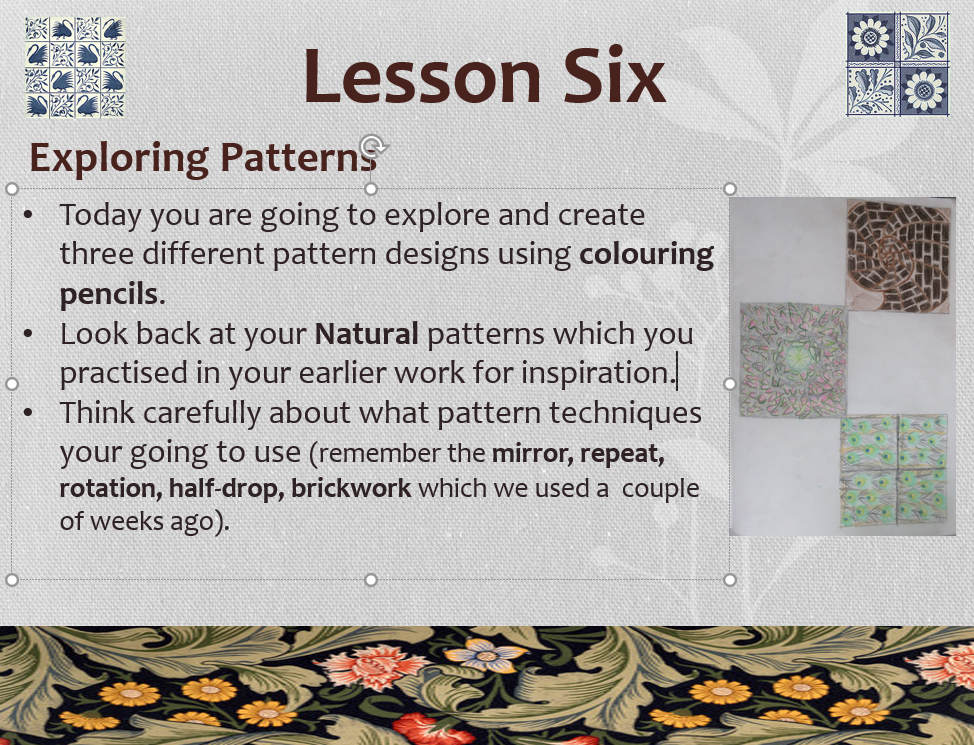 Lesson Six
Exploring Patterns
• Today you are going to explore and create
three different pattern designs using colouring
pencils.
• Look back at your Natural patterns which you
practised in your earlier work for inspiration.
• Think carefully about what pattern techniques
your going to use (remember the mirror, repeat,
rotation, half-drop, brickwork which we used a  couple
of weeks ago).